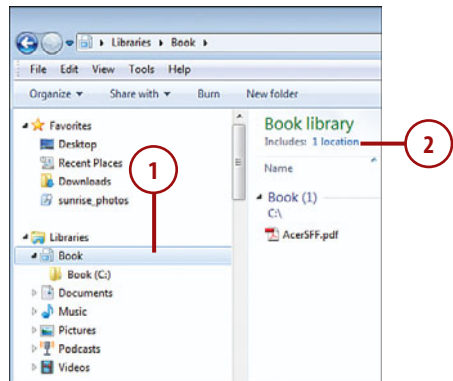 Libraries ▸ Book ▸
File Edit View Tools Help
Organize ▾ Share with ▾ Burn New folder
Favorites
Desktop
Recent Places
Downloads
sunrise_photos
Libraries
Book
Book (C:)
Documents
Music
Pictures
Podcasts
Videos
1
Book library
Includes: 1 location
2
Name
Book (1)
C:\
AcerSFF.pdf